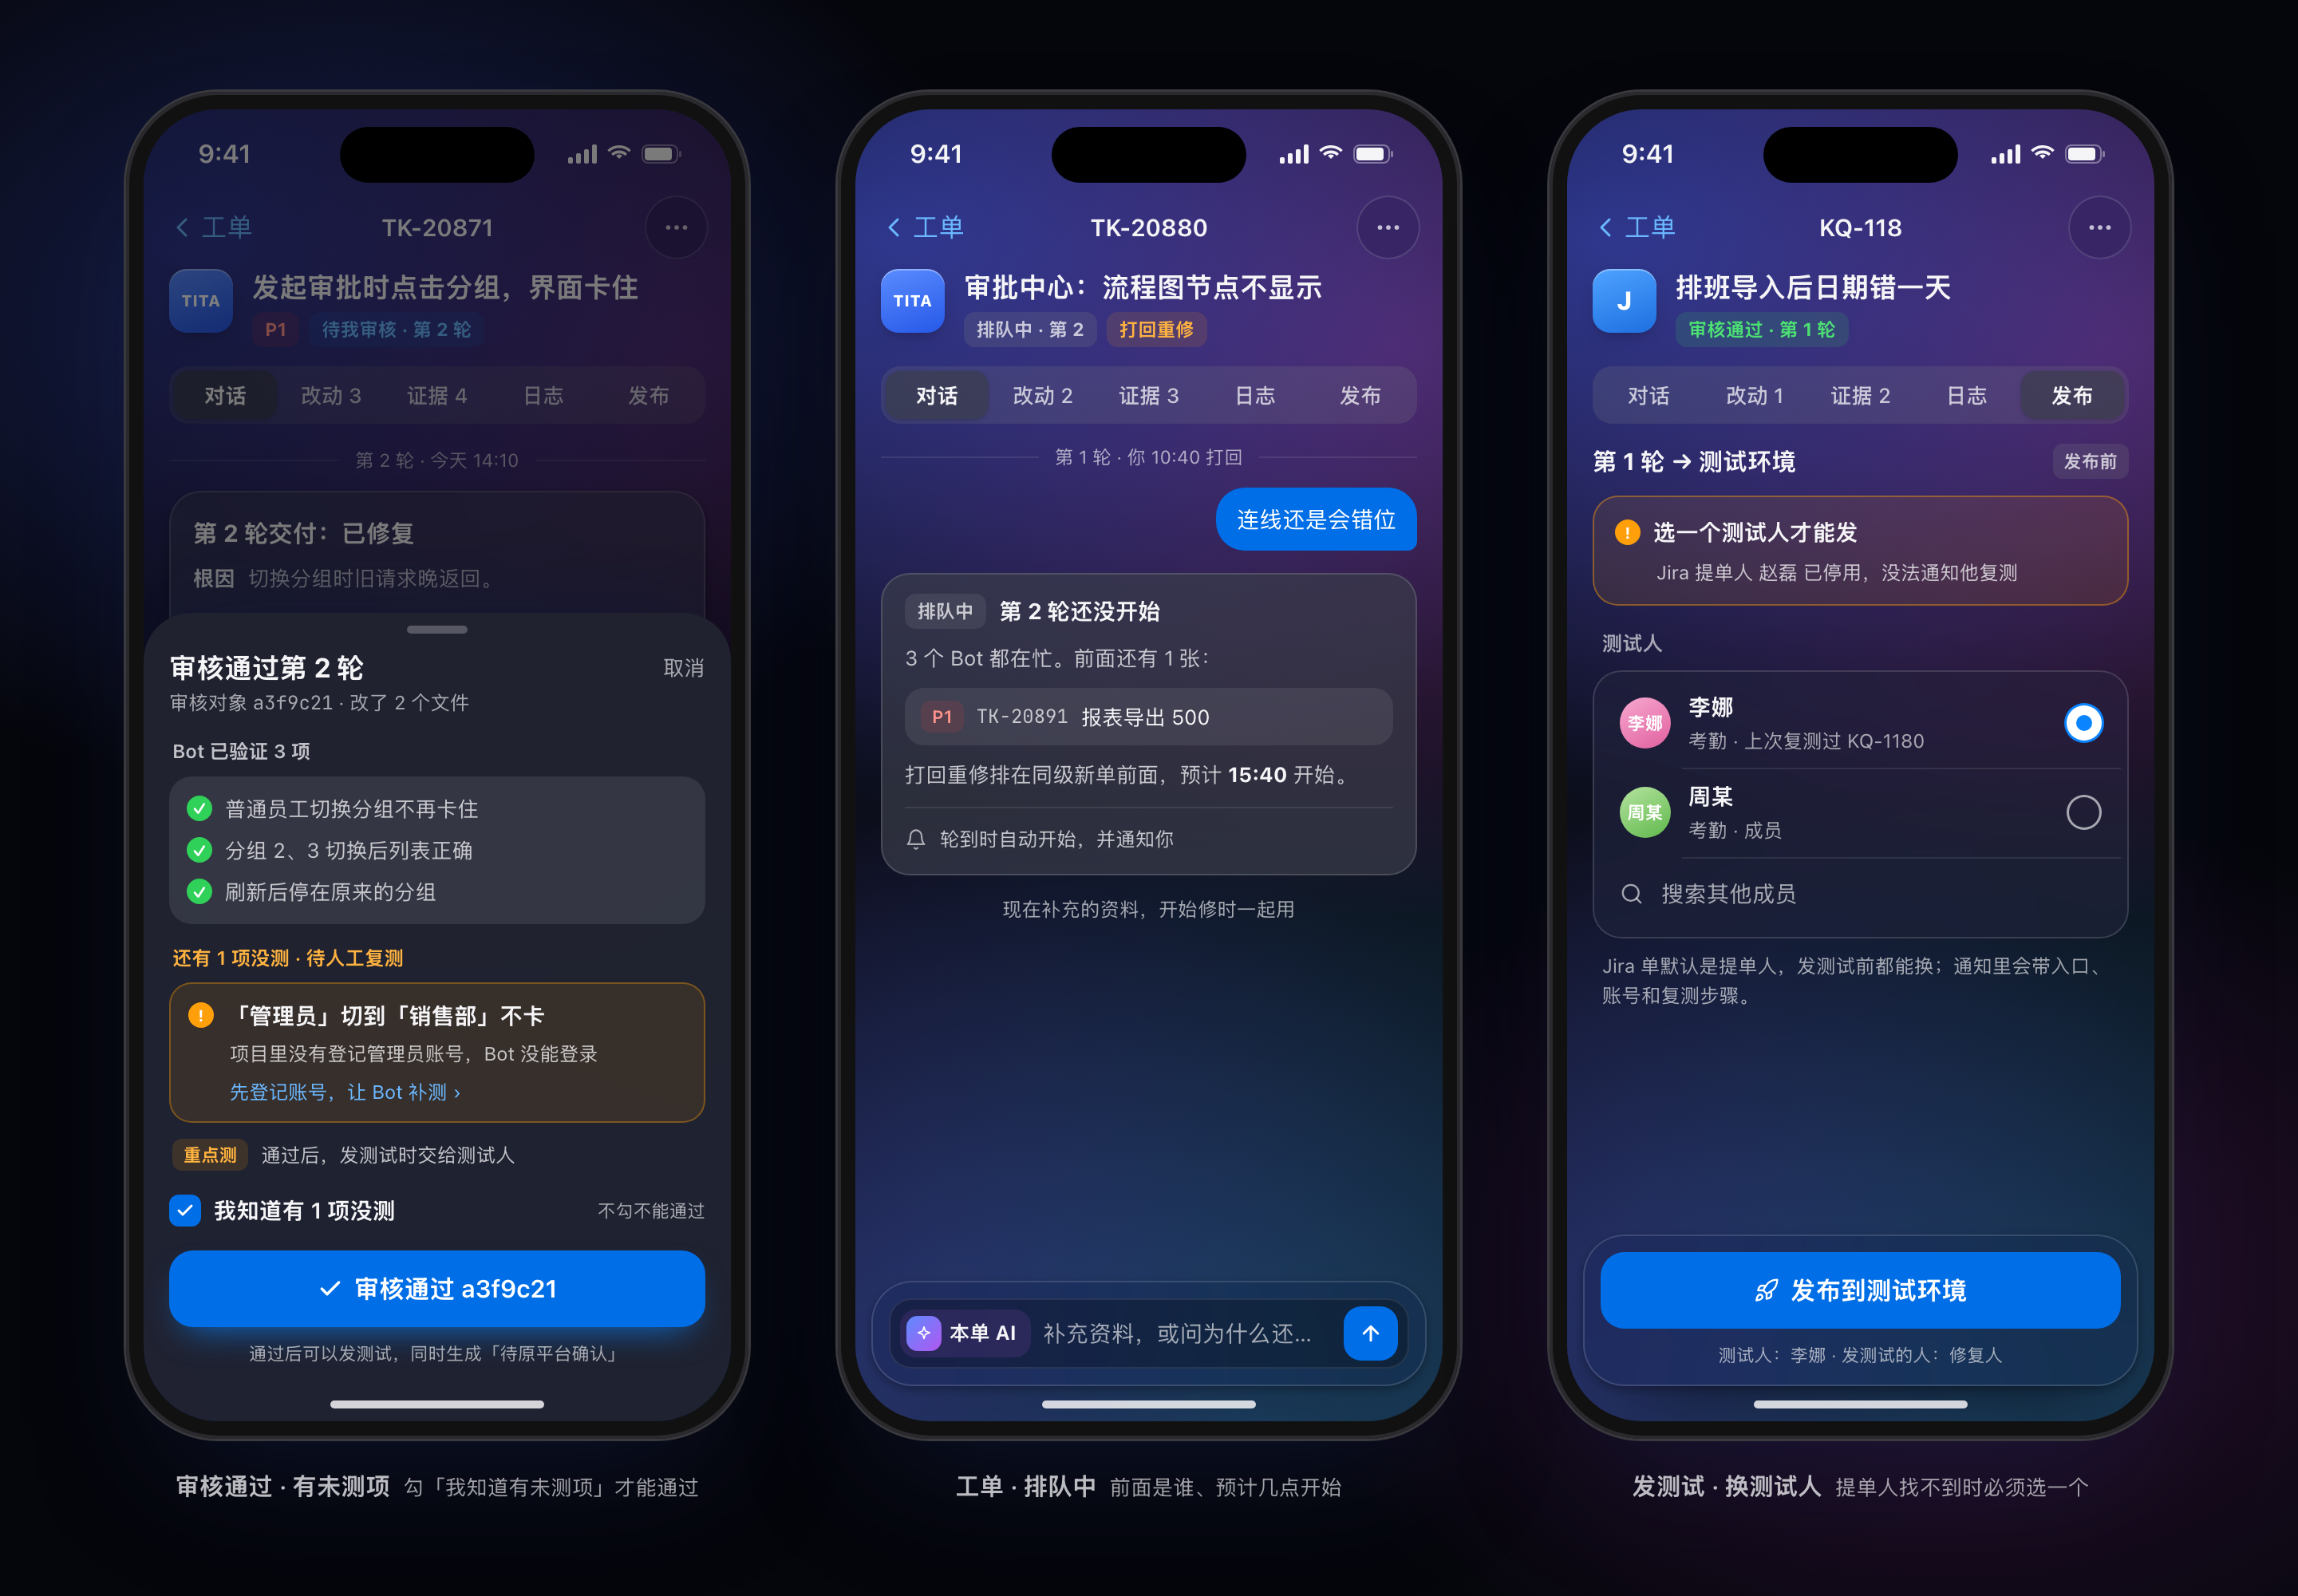 9:41
工单
TK-20871
TITA
发起审批时点击分组，界面卡住
P1
待我审核 · 第 2 轮
对话
改动 3
证据 4
日志
发布
第 2 轮 · 今天 14:10
第 2 轮交付：已修复
根因 切换分组时旧请求晚返回。
审核通过第 2 轮
取消
审核对象 a3f9c21 · 改了 2 个文件
Bot 已验证 3 项
普通员工切换分组不再卡住
分组 2、3 切换后列表正确
刷新后停在原来的分组
还有 1 项没测 · 待人工复测
「管理员」切到「销售部」不卡
项目里没有登记管理员账号，Bot 没能登录
先登记账号，让 Bot 补测 ›
重点测
通过后，发测试时交给测试人
我知道有 1 项没测
不勾不能通过
审核通过 a3f9c21
通过后可以发测试，同时生成「待原平台确认」
审核通过 · 有未测项 勾「我知道有未测项」才能通过
9:41
工单
TK-20880
TITA
审批中心：流程图节点不显示
排队中 · 第 2
打回重修
对话
改动 2
证据 3
日志
发布
第 1 轮 · 你 10:40 打回
连线还是会错位
排队中
第 2 轮还没开始
3 个 Bot 都在忙。前面还有 1 张：
P1
TK-20891
报表导出 500
打回重修排在同级新单前面，预计 15:40 开始。
轮到时自动开始，并通知你
现在补充的资料，开始修时一起用
本单 AI
补充资料，或问为什么还...
工单 · 排队中 前面是谁、预计几点开始
9:41
工单
KQ-118
J
排班导入后日期错一天
审核通过 · 第 1 轮
对话
改动 1
证据 2
日志
发布
第 1 轮 → 测试环境
发布前
选一个测试人才能发
Jira 提单人 赵磊 已停用，没法通知他复测
测试人
李娜
李娜
考勤 · 上次复测过 KQ-1180
周某
周某
考勤 · 成员
搜索其他成员
Jira 单默认是提单人，发测试前都能换；通知里会带入口、
账号和复测步骤。
发布到测试环境
测试人：李娜 · 发测试的人：修复人
发测试 · 换测试人 提单人找不到时必须选一个